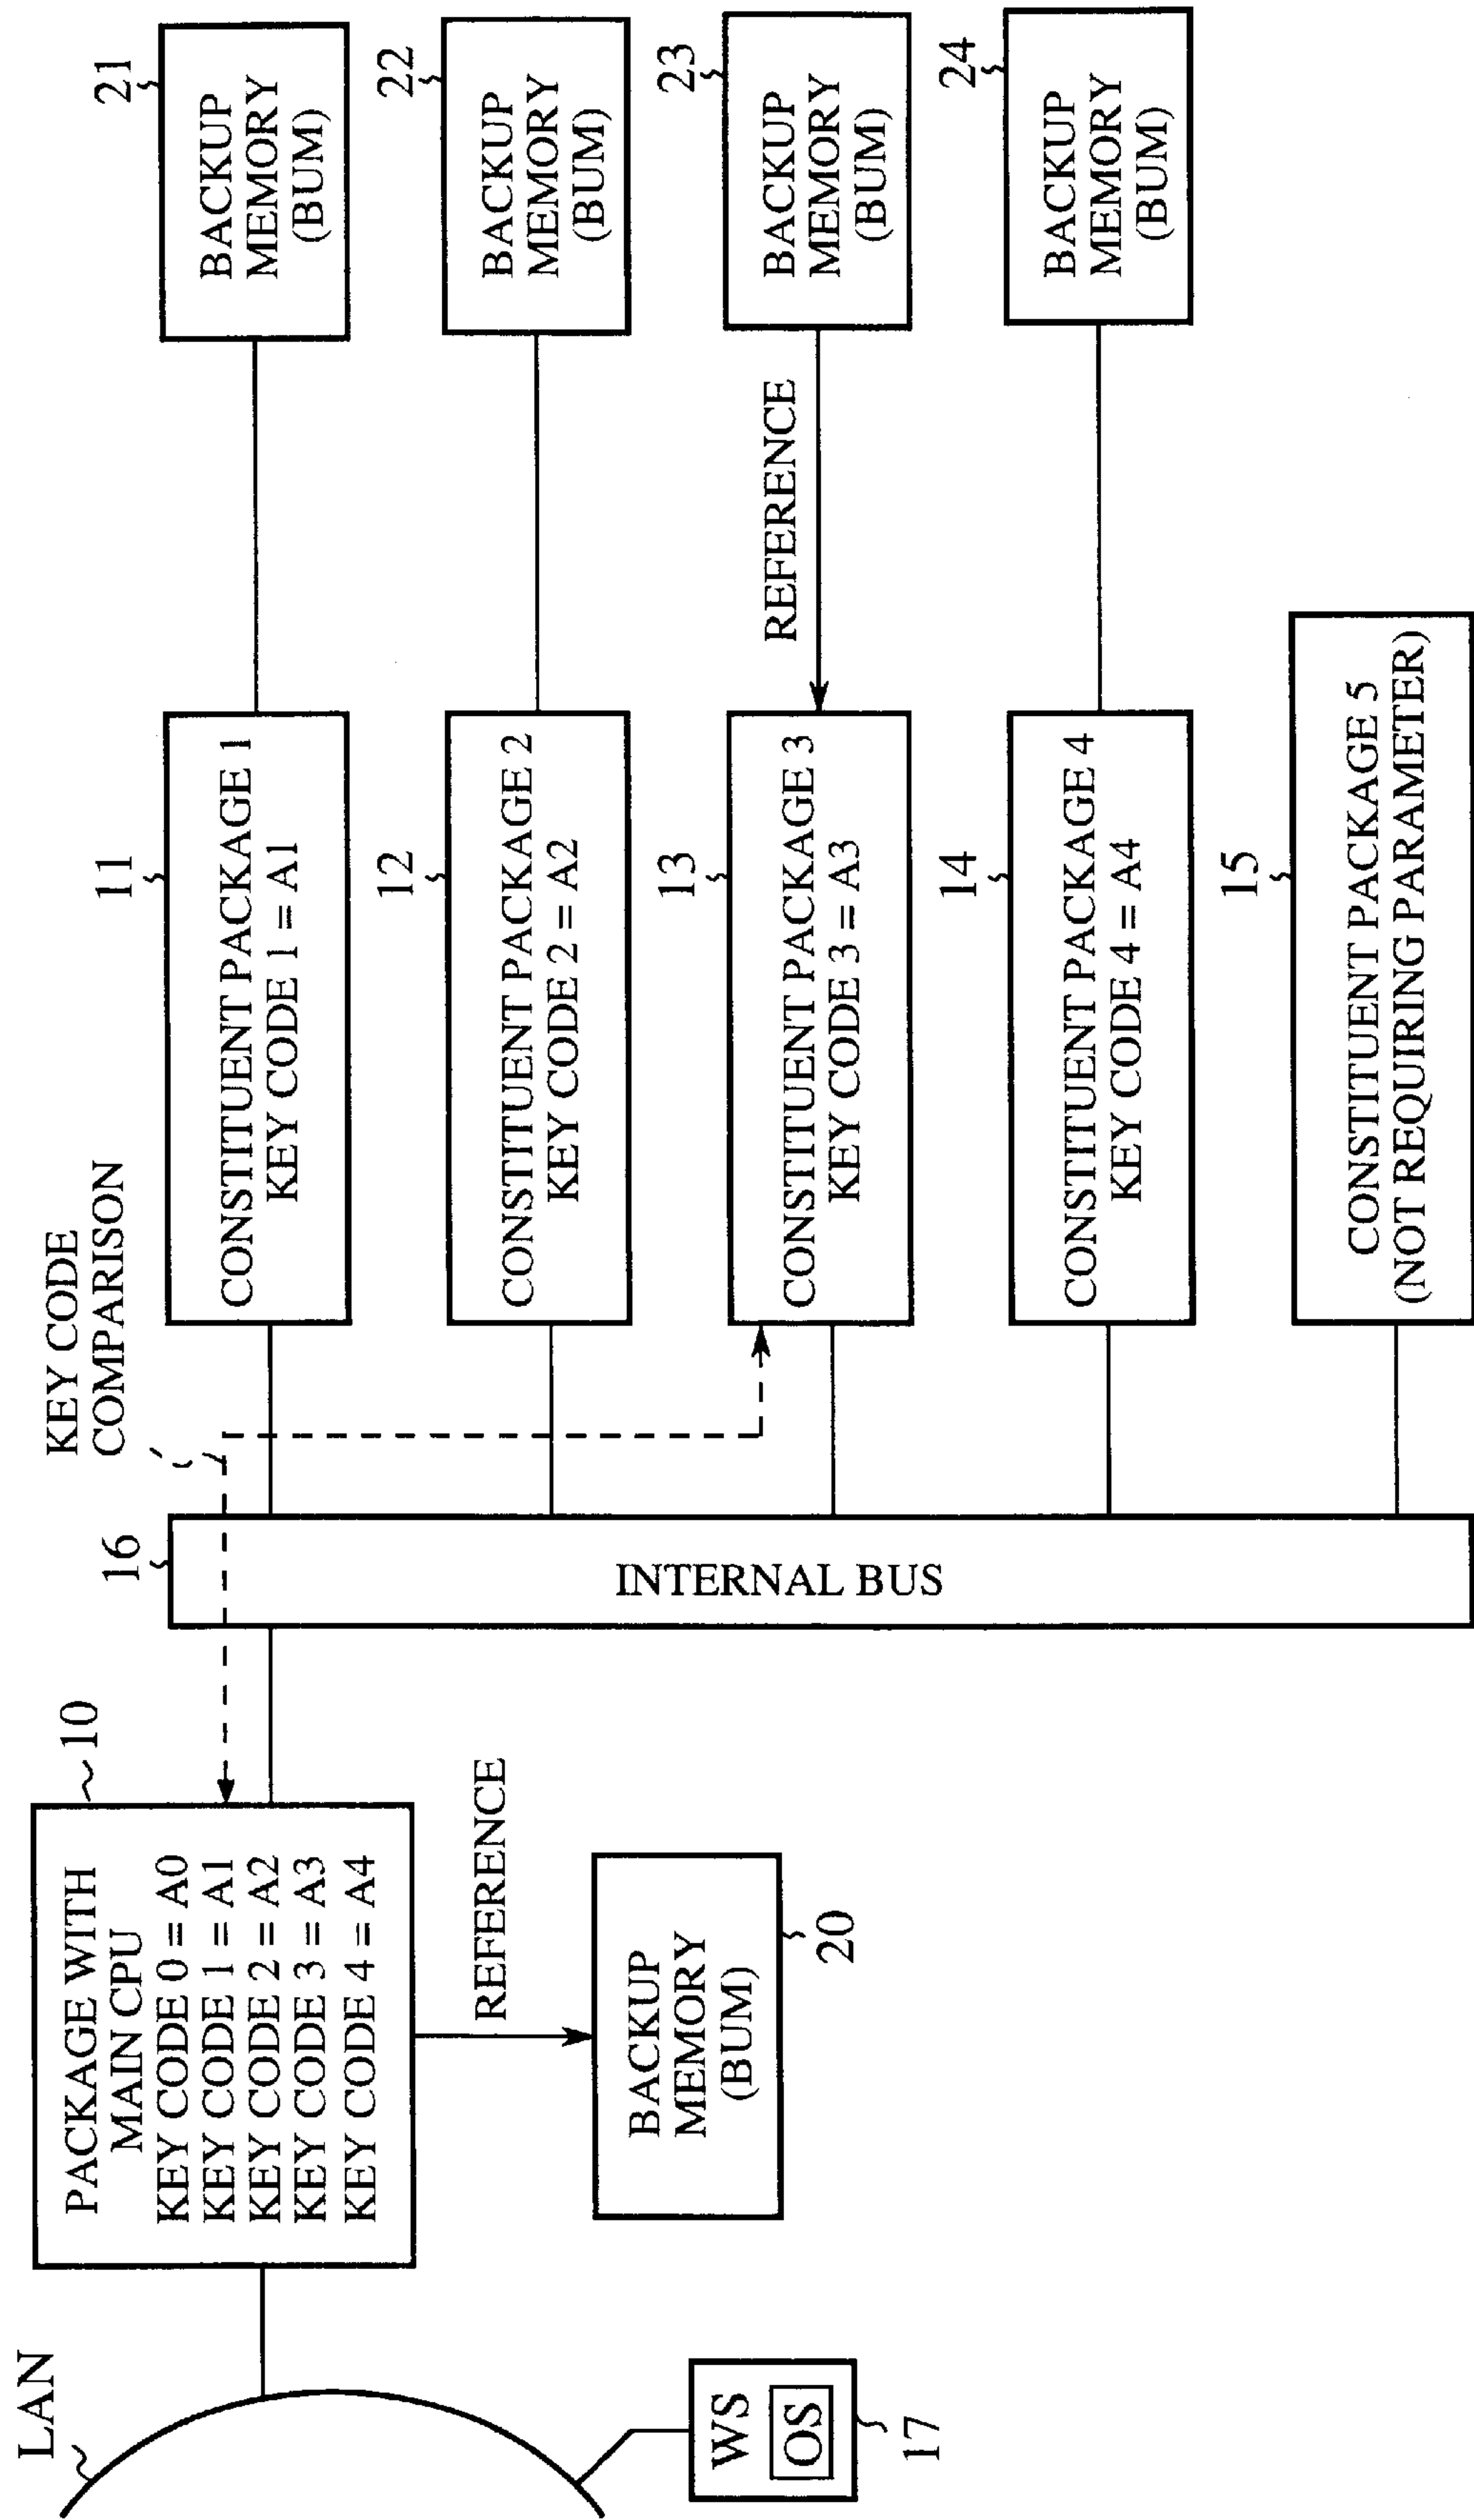 LAN
10
PACKAGE WITH
MAIN CPU
KEY CODE 0 = A0
KEY CODE 1 = A1
KEY CODE 2 = A2
KEY CODE 3 = A3
KEY CODE 4 = A4
REFERENCE
BACKUP
MEMORY
(BUM)
20
WS
OS
17
16
INTERNAL BUS
KEY CODE
COMPARISON
11
CONSTITUENT PACKAGE 1
KEY CODE 1 = A1
12
CONSTITUENT PACKAGE 2
KEY CODE 2 = A2
13
CONSTITUENT PACKAGE 3
KEY CODE 3 = A3
14
CONSTITUENT PACKAGE 4
KEY CODE 4 = A4
15
CONSTITUENT PACKAGE 5
(NOT REQUIRING PARAMETER)
REFERENCE
21
BACKUP
MEMORY
(BUM)
22
BACKUP
MEMORY
(BUM)
23
BACKUP
MEMORY
(BUM)
24
BACKUP
MEMORY
(BUM)